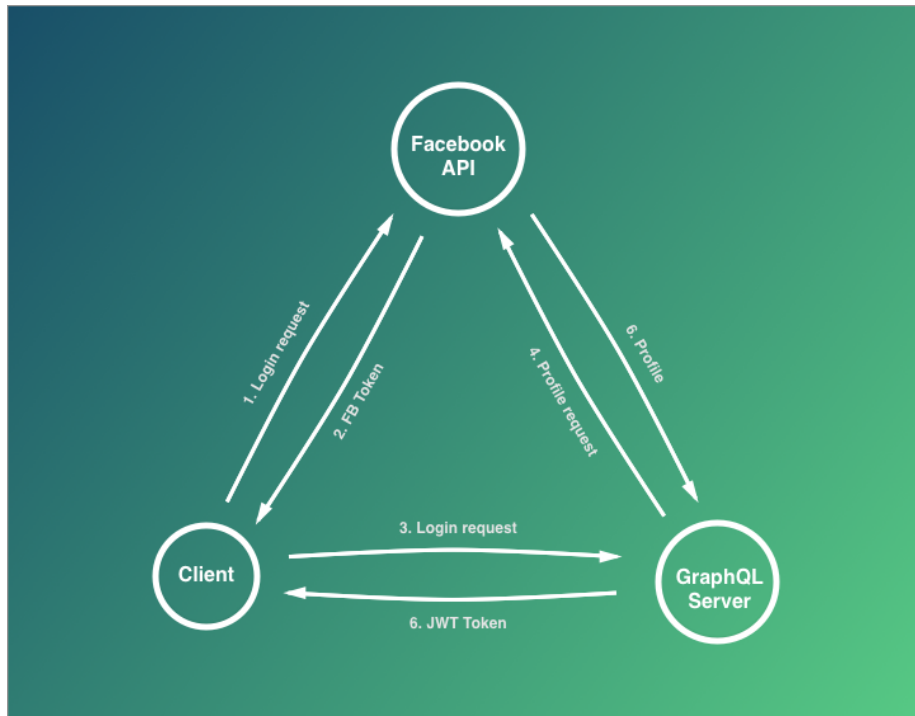 Facebook
API
1. Login request
2. FB Token
4. Profile request
6. Profile
3. Login request
Client
GraphQL
Server
6. JWT Token